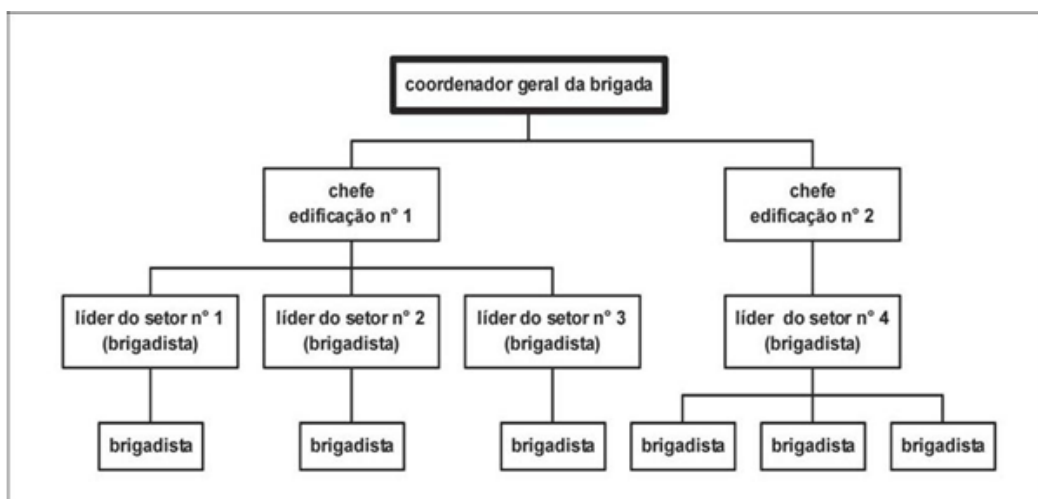 coordenador geral da brigada
chefe
edificação n° 1
chefe
edificação n° 2
líder do setor n° 1
(brigadista)
líder do setor n° 2
(brigadista)
líder do setor n° 3
(brigadista)
líder do setor n° 4
(brigadista)
brigadista
brigadista
brigadista
brigadista
brigadista
brigadista